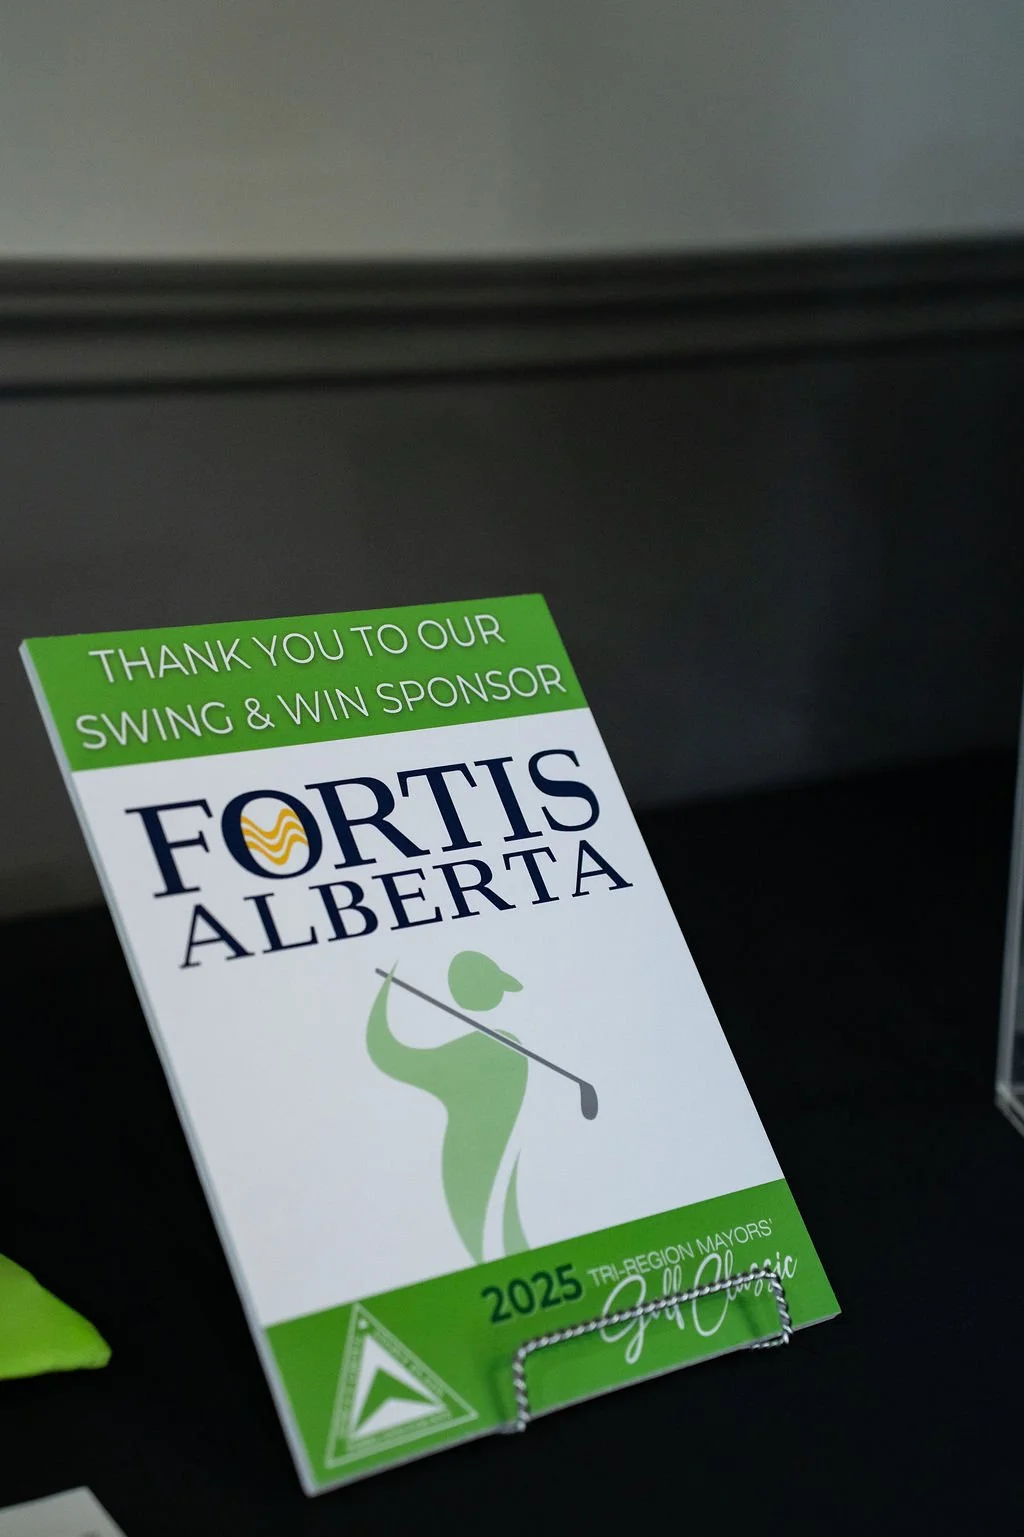 THANK YOU TO OUR
SWING & WIN SPONSOR
FORTIS
ALBERTA
2025 TRI-REGION MAYORS'
Golf Classic